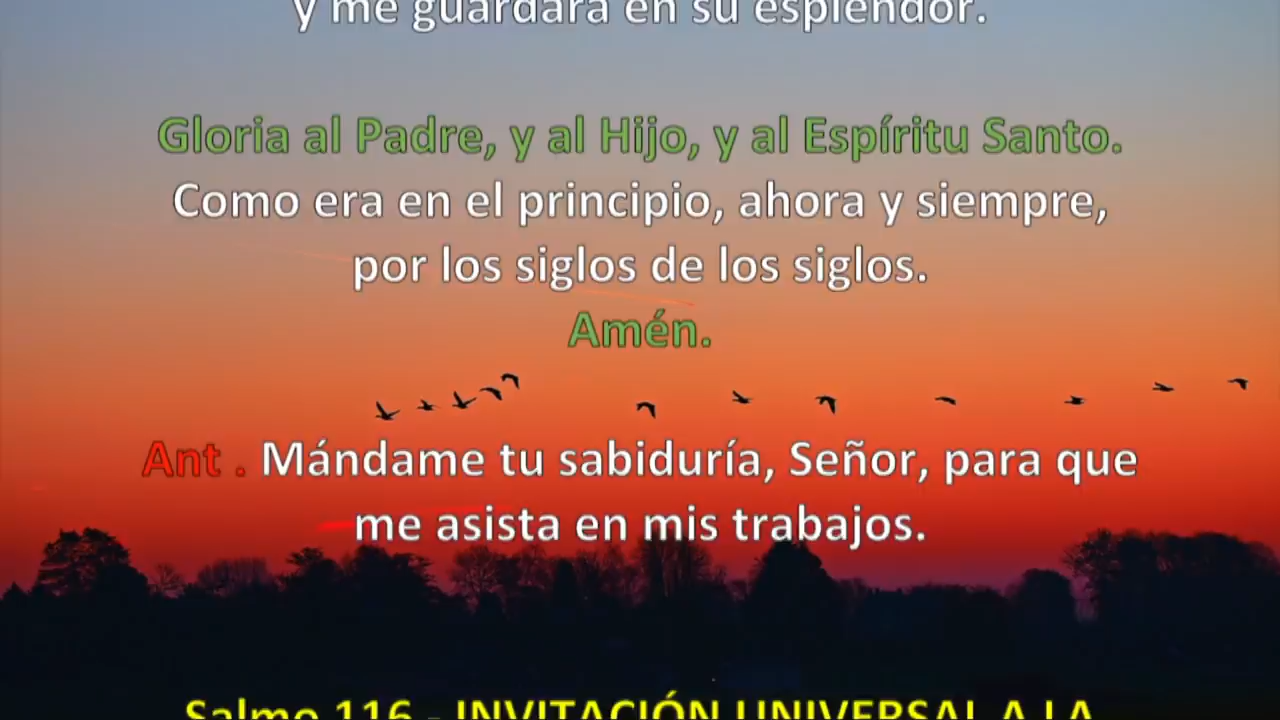 y me guardará en su esplendor.
Gloria al Padre, y al Hijo, y al Espíritu Santo.
Como era en el principio, ahora y siempre,
por los siglos de los siglos.
Amén.
Ant . Mándame tu sabiduría, Señor, para que
me asista en mis trabajos.
Salmo 116 - INVITACIÓN UNIVERSAL A LA